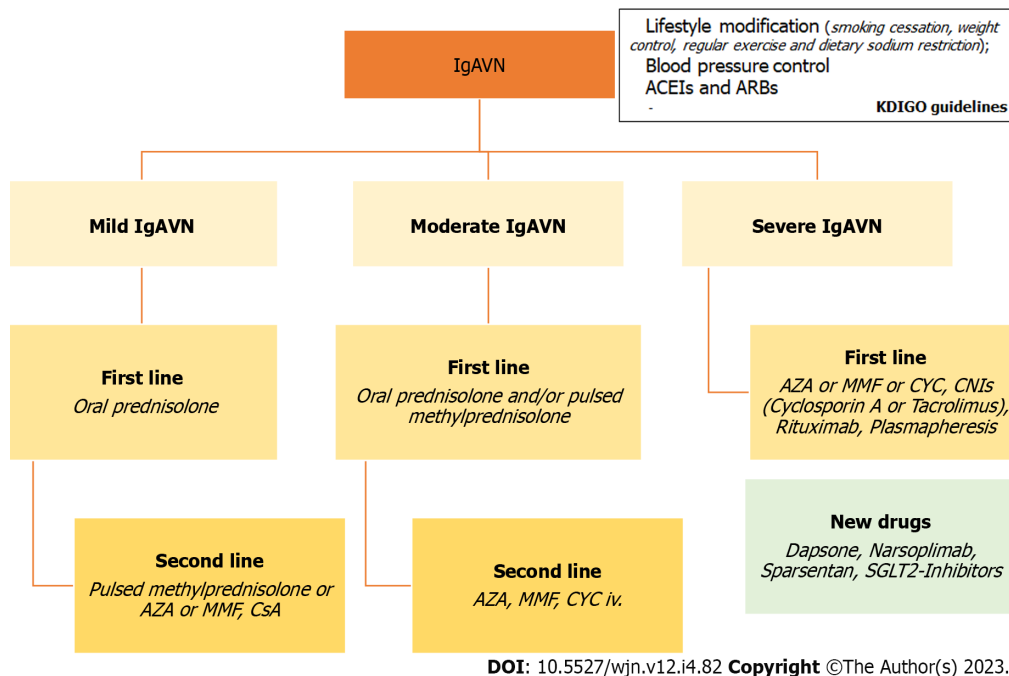 IgAVN
Lifestyle modification (smoking cessation, weight
control, regular exercise and dietary sodium restriction);
Blood pressure control
ACEIs and ARBs
-
KDIGO guidelines
Mild IgAVN
Moderate IgAVN
Severe IgAVN
First line
Oral prednisolone
First line
Oral prednisolone and/or pulsed
methylprednisolone
First line
AZA or MMF or CYC, CNIs
(Cyclosporin A or Tacrolimus),
Rituximab, Plasmapheresis
Second line
Pulsed methylprednisolone or
AZA or MMF, CsA
Second line
AZA, MMF, CYC iv.
New drugs
Dapsone, Narsoplimab,
Sparsentan, SGLT2-Inhibitors
DOI: 10.5527/wjn.v12.i4.82 Copyright ©The Author(s) 2023.